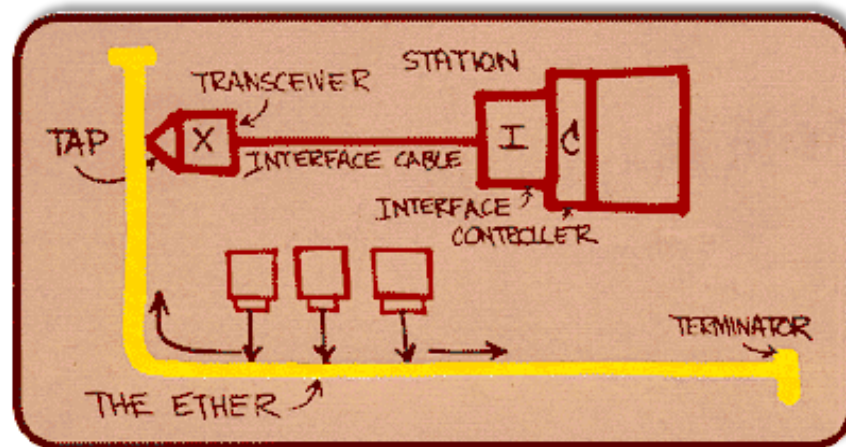 STATION
TRANSCEIVER
TAP
X
I
C
INTERFACE CABLE
INTERFACE
CONTROLLER
TERMINATOR
THE ETHER